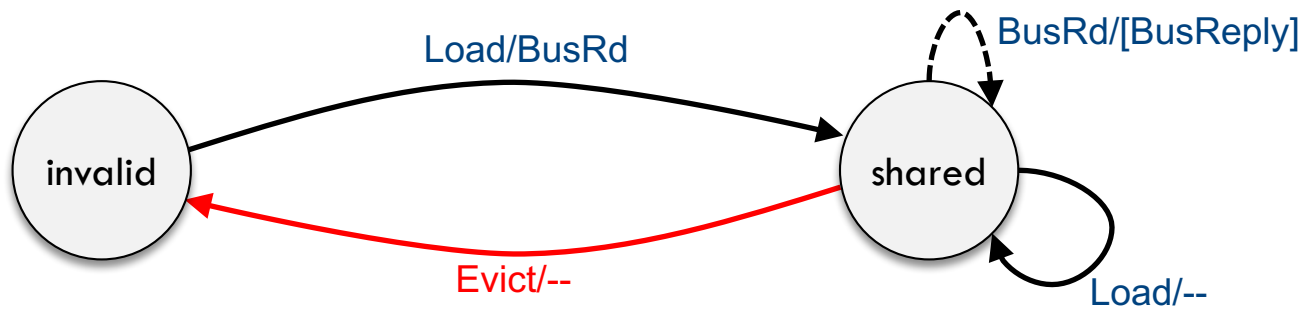 BusRd/[BusReply]
Load/BusRd
invalid
shared
Evict/--
Load/--